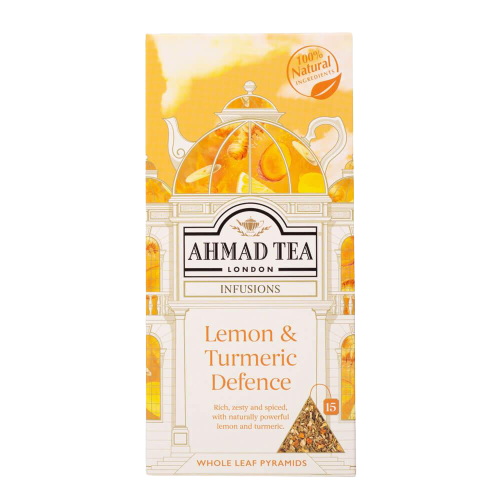 100%
Natural
INGREDIENTS
AHMAD TEA
LONDON
INFUSIONS
Lemon &
Turmeric
Defence
Rich, zesty and spiced,
with naturally powerful
lemon and turmeric.
15
WHOLE LEAF PYRAMIDS